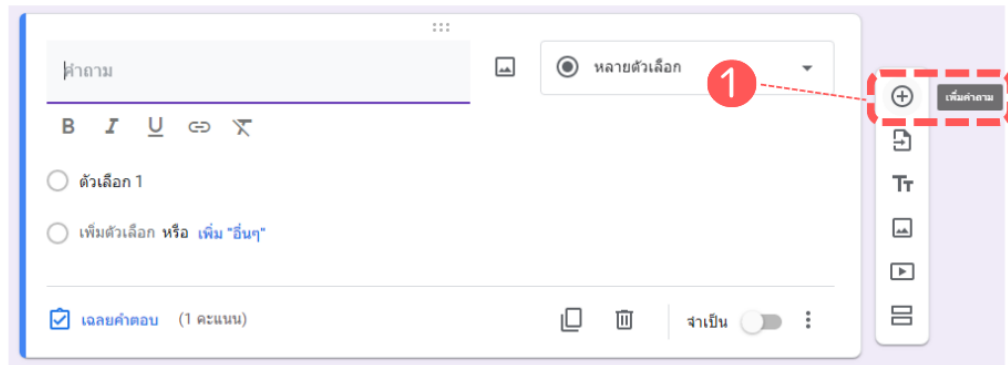 คำถาม
หลายตัวเลือก
1
เพิ่มคำถาม
B I U
Tт
ตัวเลือก 1
เพิ่มตัวเลือก หรือ เพิ่ม "อื่นๆ"
เฉลยคำตอบ (1 คะแนน)
จำเป็น